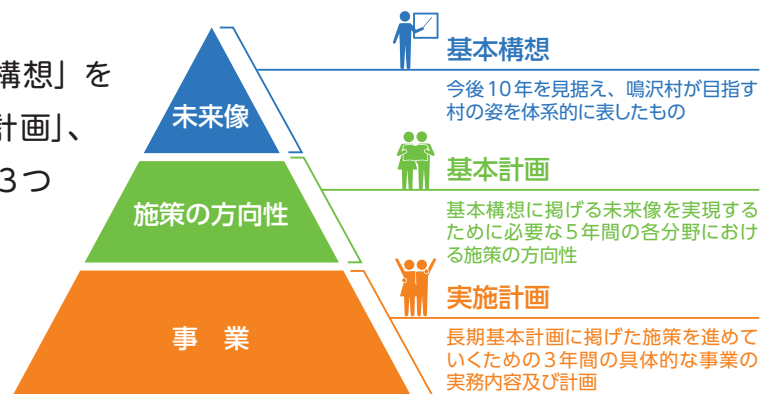 構想」を
計画」、
3つ
未来像
施策の方向性
事　業
基本構想
今後10年を見据え、鳴沢村が目指す
村の姿を体系的に表したもの
基本計画
基本構想に掲げる未来像を実現する
ために必要な5年間の各分野におけ
る施策の方向性
実施計画
長期基本計画に掲げた施策を進めて
いくための3年間の具体的な事業の
実務内容及び計画